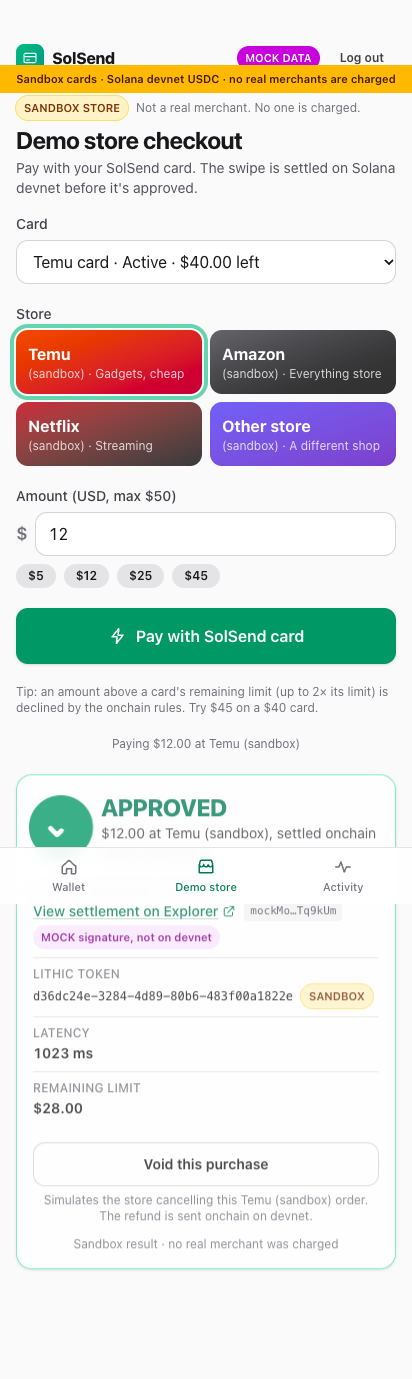 SolSend
MOCK DATA
Log out
Sandbox cards · Solana devnet USDC · no real merchants are charged
SANDBOX STORE
Not a real merchant. No one is charged.
Demo store checkout
Pay with your SolSend card. The swipe is settled on Solana
devnet before it's approved.
Card
Temu card · Active · $40.00 left
Store
Temu
(sandbox) · Gadgets, cheap
Amazon
(sandbox) · Everything store
Netflix
(sandbox) · Streaming
Other store
(sandbox) · A different shop
Amount (USD, max $50)
$ 12
$5 $12 $25 $45
Pay with SolSend card
Tip: an amount above a card's remaining limit (up to 2× its limit) is
declined by the onchain rules. Try $45 on a $40 card.
Paying $12.00 at Temu (sandbox)
APPROVED
$12.00 at Temu (sandbox), settled onchain
Wallet
Demo store
Activity
View settlement on Explorer
mockMo…Tq9kUm
MOCK signature, not on devnet
LITHIC TOKEN
d36dc24e-3284-4d89-80b6-483f00a1822e
SANDBOX
LATENCY
1023 ms
REMAINING LIMIT
$28.00
Void this purchase
Simulates the store cancelling this Temu (sandbox) order.
The refund is sent onchain on devnet.
Sandbox result · no real merchant was charged